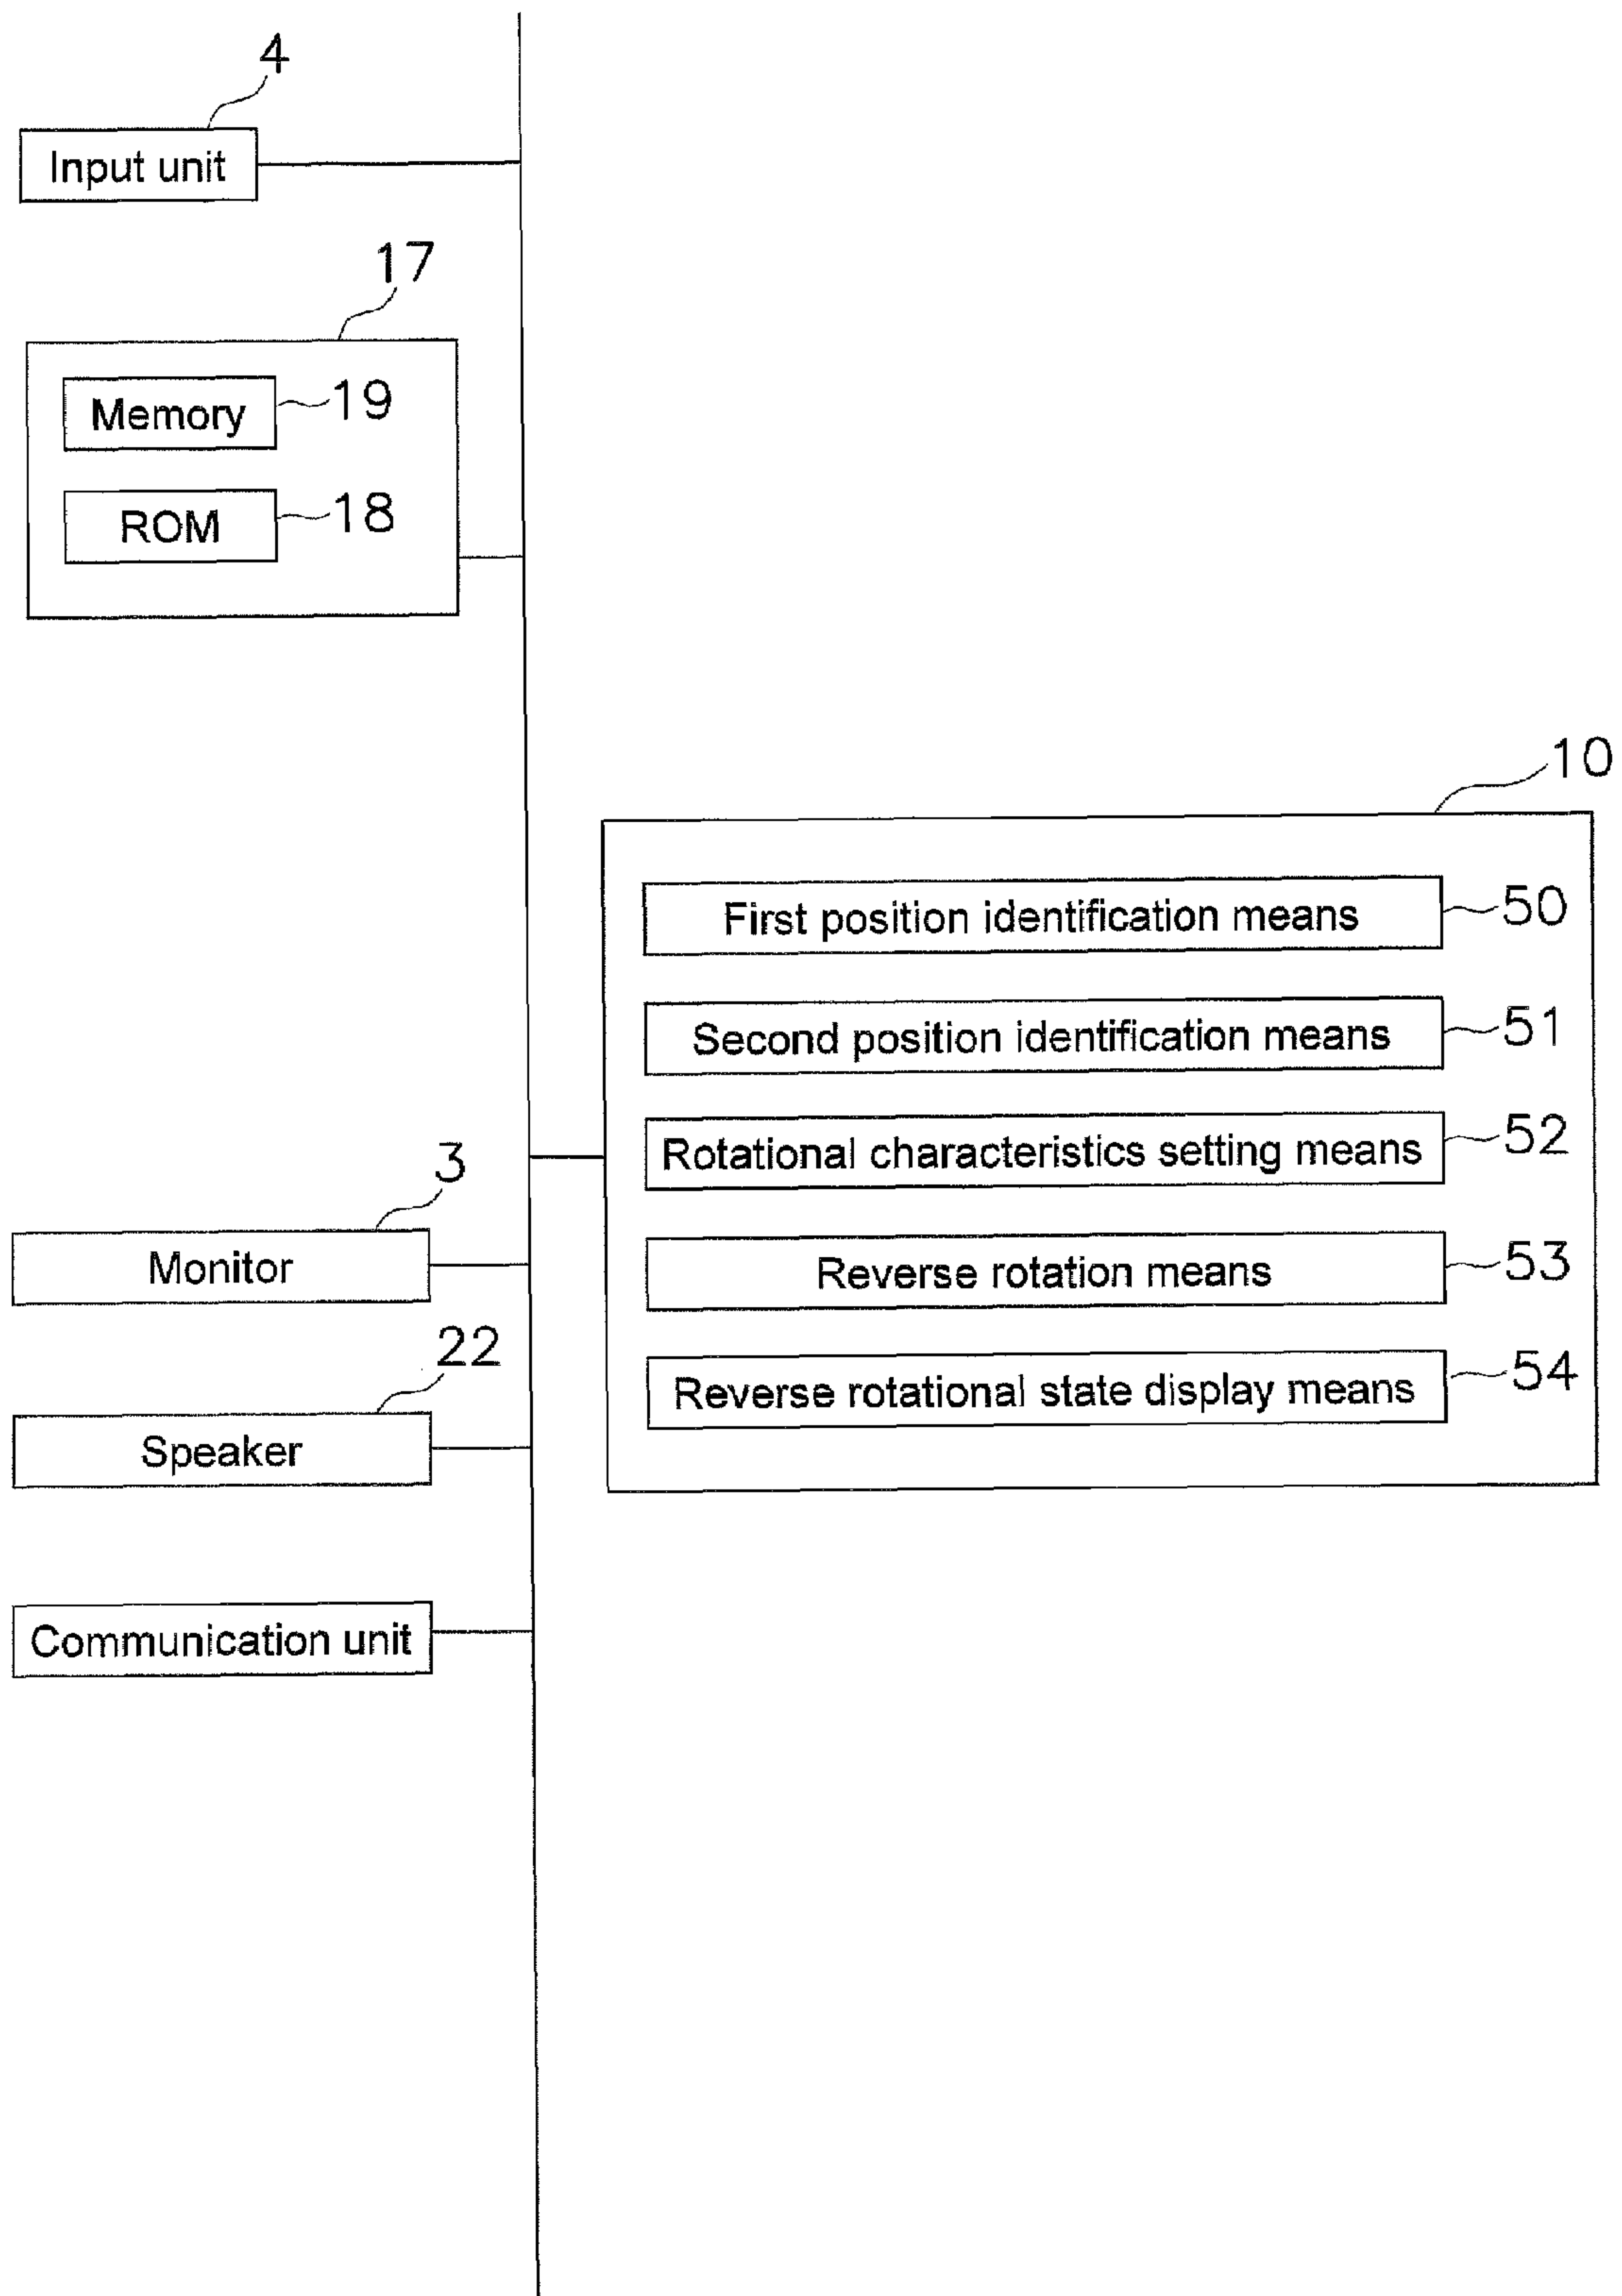 4
Input unit
17
Memory 19
ROM 18
10
First position identification means 50
Second position identification means 51
Rotational characteristics setting means 52
Reverse rotation means 53
Reverse rotational state display means 54
3
Monitor
22
Speaker
Communication unit